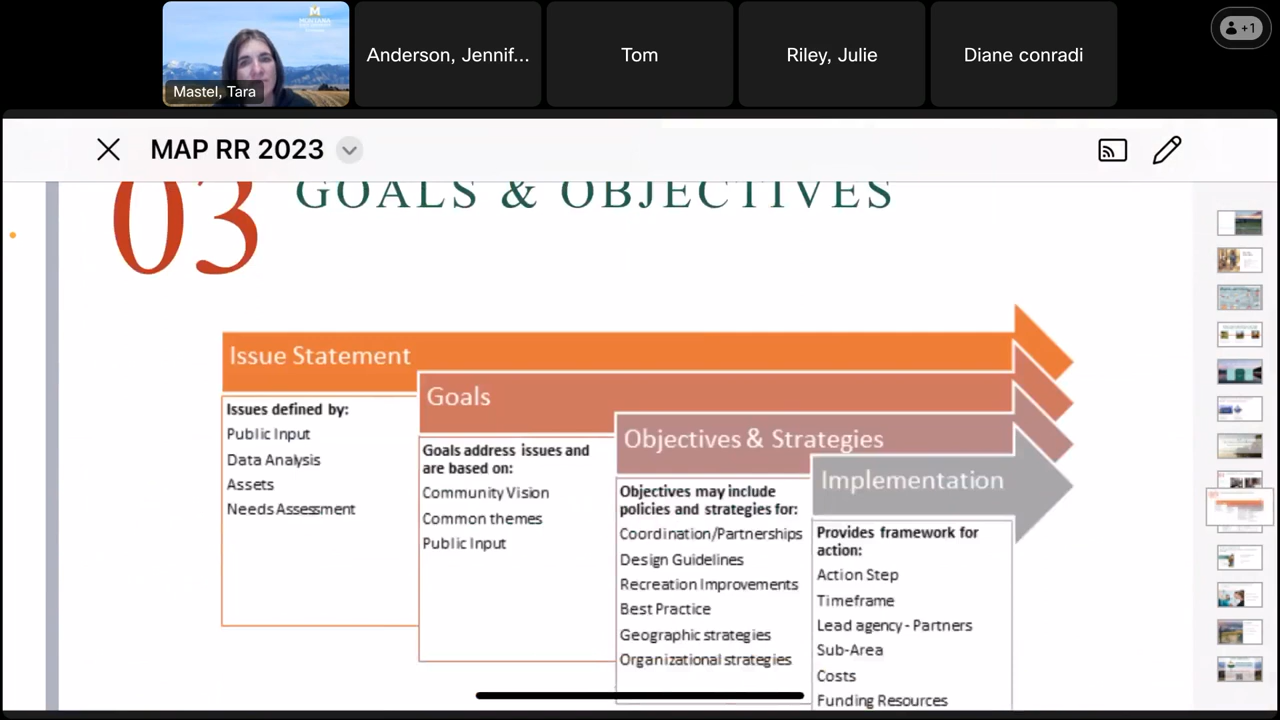 MONTANA
Mastel, Tara
Anderson, Jennif...
Tom
Riley, Julie
Diane conradi
+1
MAP RR 2023
03 GOALS & OBJECTIVES
Issue Statement
Issues defined by:
Public Input
Data Analysis
Assets
Needs Assessment
Goals
Goals address issues and
are based on:
Community Vision
Common themes
Public Input
Objectives & Strategies
Objectives may include
policies and strategies for:
Coordination/Partnerships
Design Guidelines
Recreation Improvements
Best Practice
Geographic strategies
Organizational strategies
Implementation
Provides framework for
action:
Action Step
Timeframe
Lead agency - Partners
Sub-Area
Costs
Funding Resources